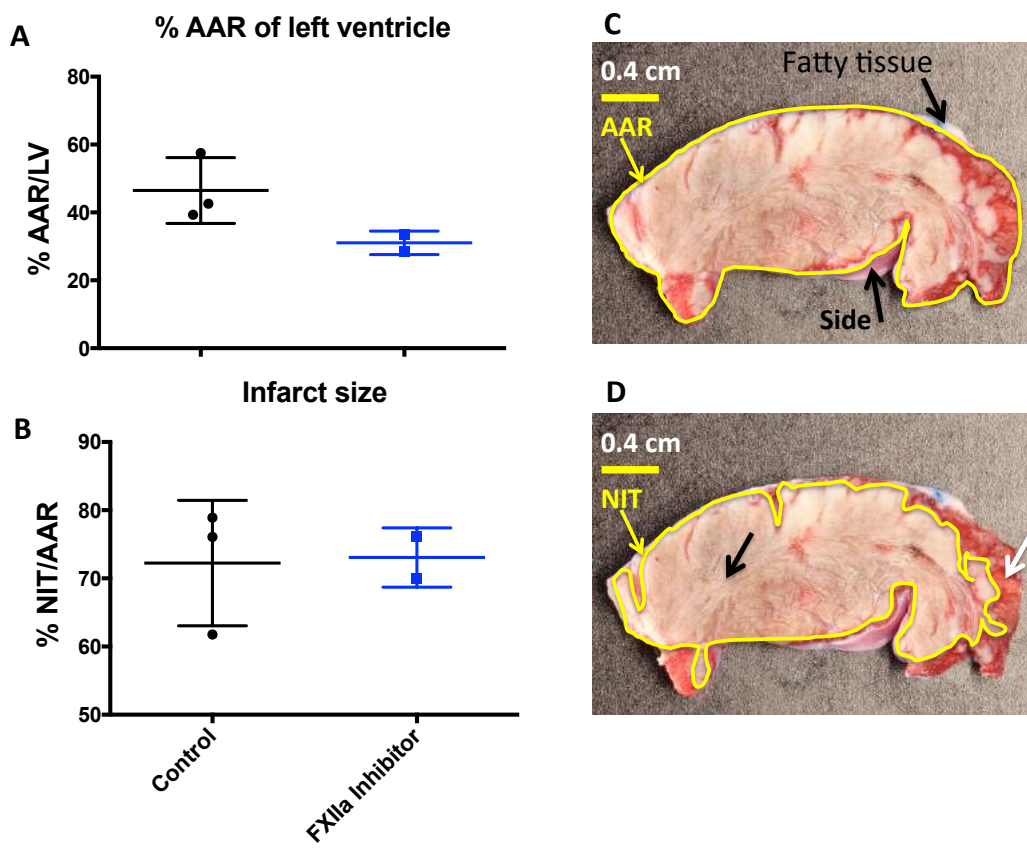 A
% AAR of left ventricle
% AAR/LV
80
60
40
20
0
B
Infarct size
% NIT/AAR
90
80
70
60
50
Control
FXIIa Inhibitor
C
0.4 cm
AAR
Fatty tissue
Side
D
0.4 cm
NIT